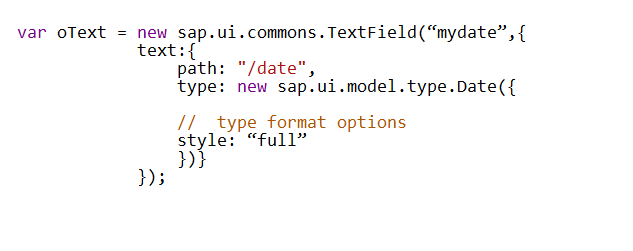 var oText = new sap.ui.commons.TextField(“mydate”,{
text:{
path: "/date",
type: new sap.ui.model.type.Date({
// type format options
style: “full”
})}
});